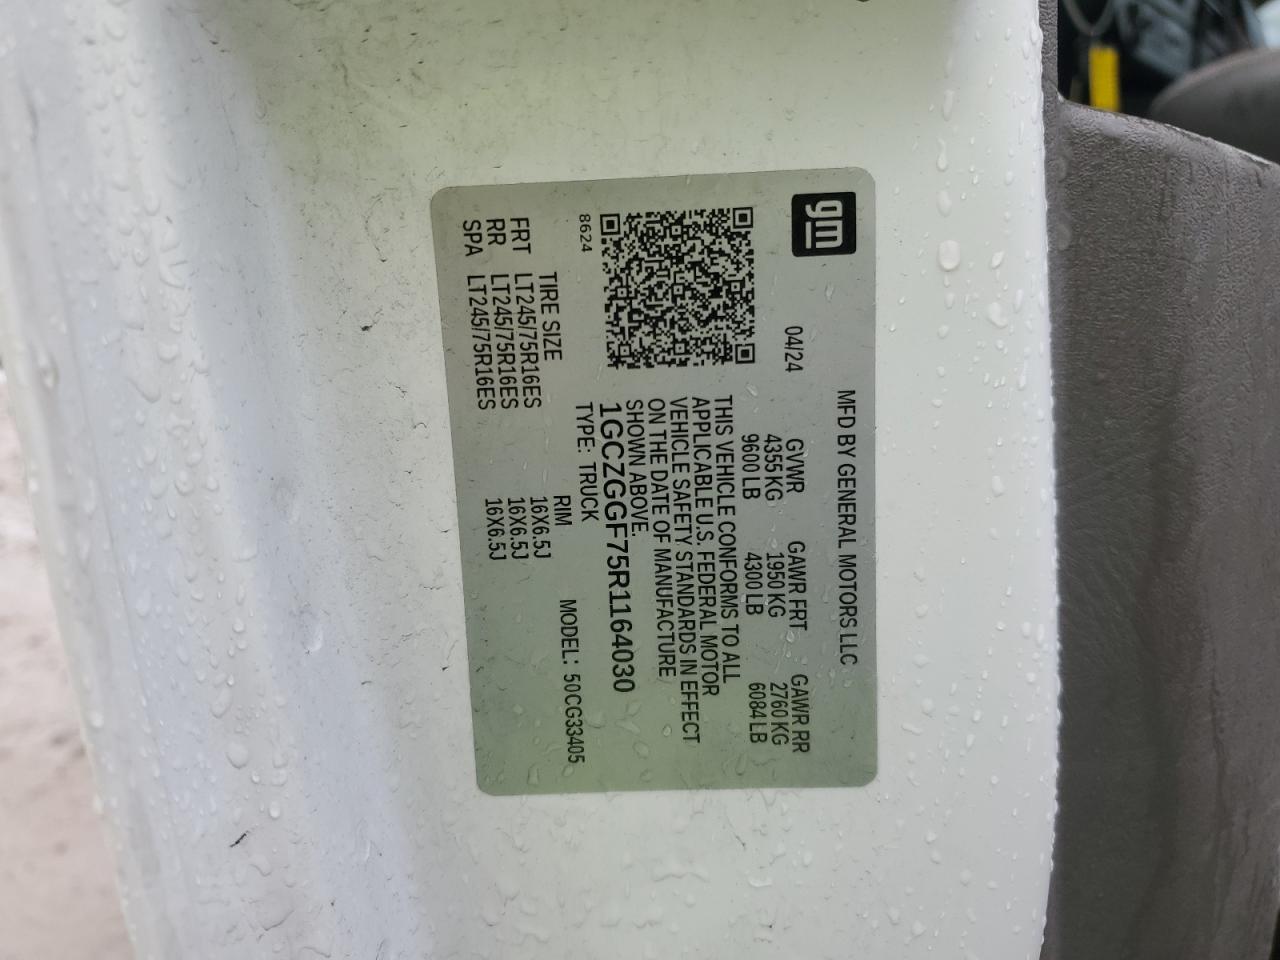 gm
MFD BY GENERAL MOTORS LLC
04/24 GVWR GAWR FRT GAWR RR
4355 KG 1950 KG 2760 KG
9600 LB 4300 LB 6084 LB
THIS VEHICLE CONFORMS TO ALL
APPLICABLE U.S. FEDERAL MOTOR
VEHICLE SAFETY STANDARDS IN EFFECT
ON THE DATE OF MANUFACTURE
SHOWN ABOVE.
1GCZGGF75R1164030
8624 TYPE: TRUCK MODEL: 50CG33405
TIRE SIZE RIM
FRT LT245/75R16ES 16X6.5J
RR LT245/75R16ES 16X6.5J
SPA LT245/75R16ES 16X6.5J